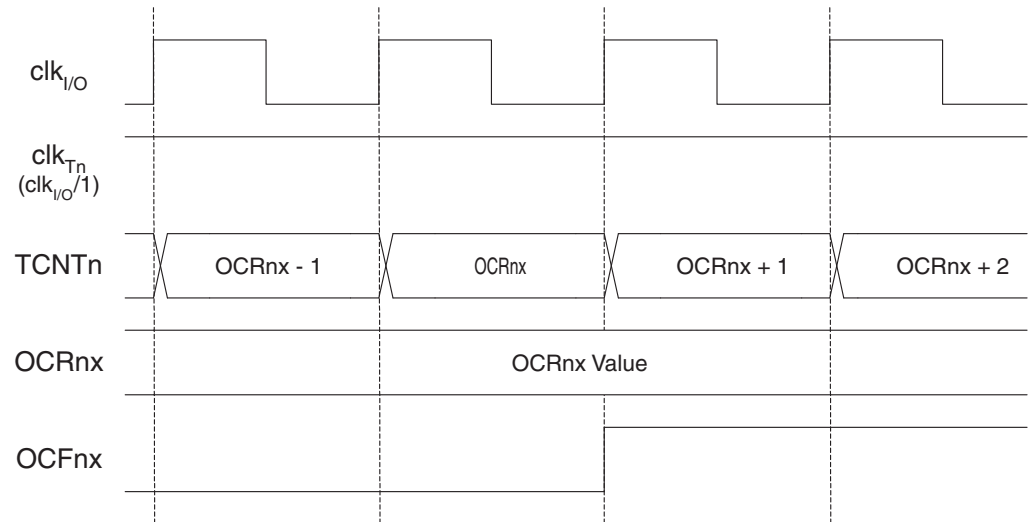 clkI/O
clkTn
(clkI/O/1)
TCNTn
OCRnx - 1
OCRnx
OCRnx + 1
OCRnx + 2
OCRnx
OCRnx Value
OCFnx